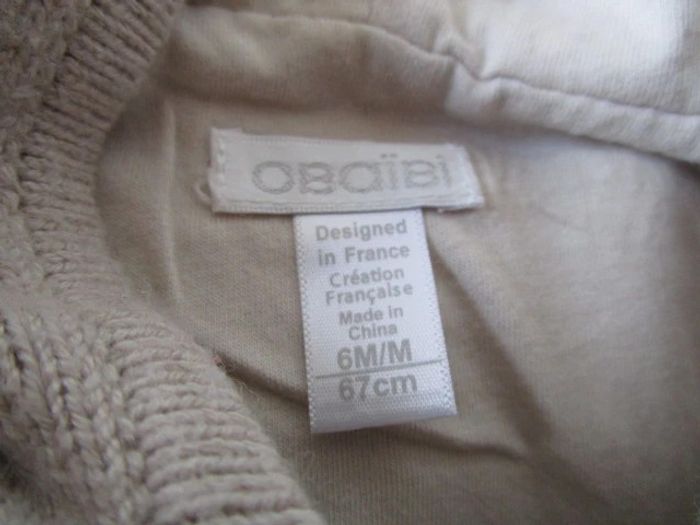 OBaïBi
Designed
in France
Création
Française
Made in
China
6M/M
67cm